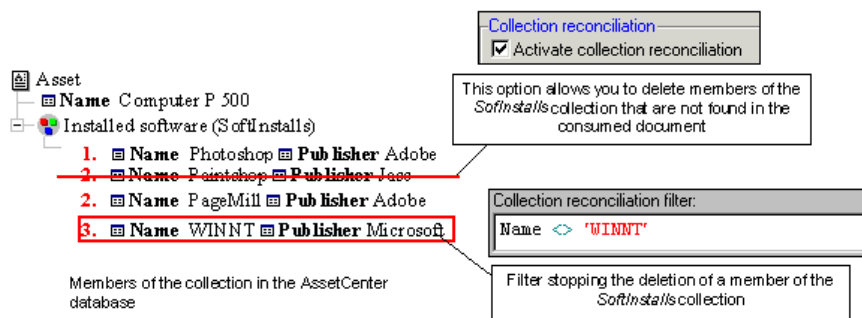 Collection reconciliation
Activate collection reconciliation
Asset
Name Computer P 500
This option allows you to delete members of the
SofInstalls collection that are not found in the
consumed document
Installed software (SoftInstalls)
1. Name Photoshop Publisher Adobe
2. Name Paintshop Publisher Jasc
2. Name PageMill Publisher Adobe
3. Name WINNT Publisher Microsoft
Collection reconciliation filter:
Name <> 'WINNT'
Members of the collection in the AssetCenter
database
Filter stopping the deletion of a member of the
SoftInstalls collection